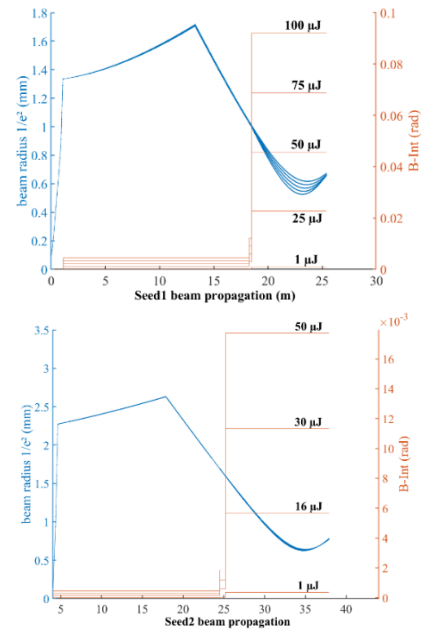 1.8
1.6
1.4
1.2
1
0.8
0.6
0.4
0.2
0
beam radius 1/e² (mm)
100 µJ
75 µJ
50 µJ
25 µJ
1 µJ
0.1
0.08
0.06
0.04
0.02
0
B-Int (rad)
0 5 10 15 20 25 30
Seed1 beam propagation (m)
3.5
3
2.5
2
1.5
1
0.5
0
beam radius 1/e² (mm)
50 µJ
30 µJ
16 µJ
1 µJ
×10⁻³
16
14
12
10
8
6
4
2
0
B-Int (rad)
4 10 15 20 25 30 35 40
Seed2 beam propagation